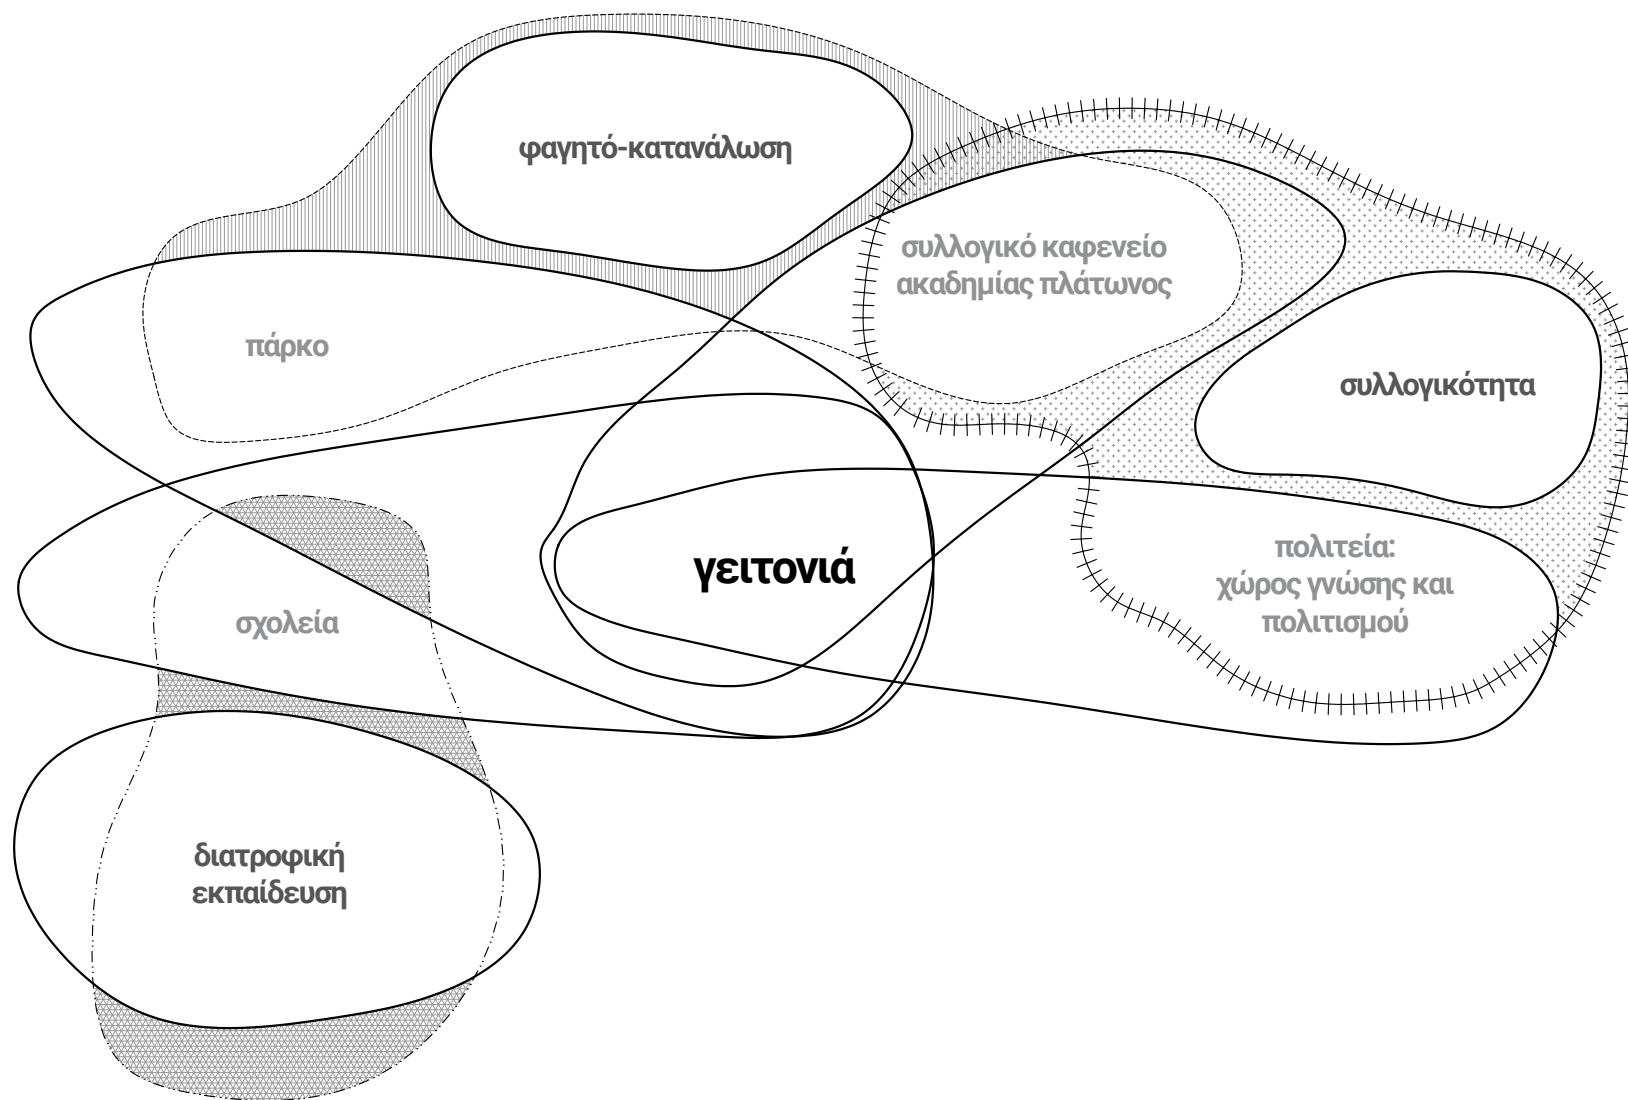 φαγητό-κατανάλωση
συλλογικό καφενείο
ακαδημίας πλάτωνος
πάρκο
συλλογικότητα
γειτονιά
πολιτεία:
χώρος γνώσης και
πολιτισμού
σχολεία
διατροφική
εκπαίδευση